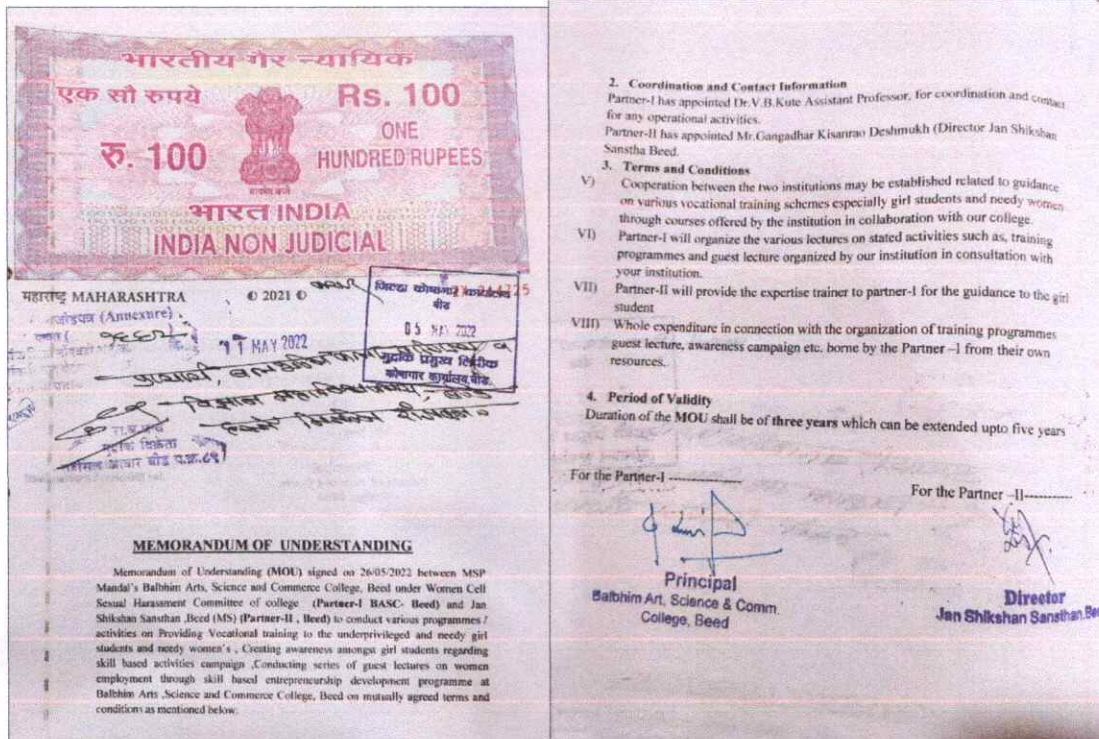 भारतीय गैर न्यायिक
एक सौ रुपये
Rs. 100
रु. 100
ONE
HUNDRED RUPEES
सत्यमेव जयते
भारत INDIA
INDIA NON JUDICIAL
महाराष्ट्र MAHARASHTRA
© 2021 ©
जोडपत्र (Annexure)
11 MAY 2022
जिल्हा कोषागार कार्यालय
बीड
05 MAY 2022
मुद्रांक प्रमुख लिपीक
कोषागार कार्यालय, बीड.
मुद्रांक विक्रेता
MEMORANDUM OF UNDERSTANDING
Memorandum of Understanding (MOU) signed on 26/05/2022 between MSP
Mandal's Balbhim Arts, Science and Commerce College, Beed under Women Cell
Sexual Harassment Committee of college (Partner-I BASC- Beed) and Jan
Shikshan Sansthan ,Beed (MS) (Partner-II , Beed) to conduct various programmes /
activities on Providing Vocational training to the underprivileged and needy girl
students and needy women's , Creating awareness amongst girl students regarding
skill based activities campaign ,Conducting series of guest lectures on women
employment through skill based entrepreneurship development programme at
Balbhim Arts ,Science and Commerce College, Beed on mutually agreed terms and
conditions as mentioned below:
2. Coordination and Contact Information
Partner-I has appointed Dr.V.B.Kute Assistant Professor, for coordination and contact
for any operational activities.
Partner-II has appointed Mr.Gangadhar Kisanrao Deshmukh (Director Jan Shikshan
Sanstha Beed.
3. Terms and Conditions
V) Cooperation between the two institutions may be established related to guidance
on various vocational training schemes especially girl students and needy women
through courses offered by the institution in collaboration with our college.
VI) Partner-I will organize the various lectures on stated activities such as, training
programmes and guest lecture organized by our institution in consultation with
your institution.
VII) Partner-II will provide the expertise trainer to partner-I for the guidance to the girl
student
VIII) Whole expenditure in connection with the organization of training programmes
guest lecture, awareness campaign etc. borne by the Partner –I from their own
resources.
4. Period of Validity
Duration of the MOU shall be of three years which can be extended upto five years
For the Partner-I -------------
For the Partner –II-----------
Principal
Balbhim Art, Science & Comm.
College, Beed
Director
Jan Shikshan Sansthan,Bee